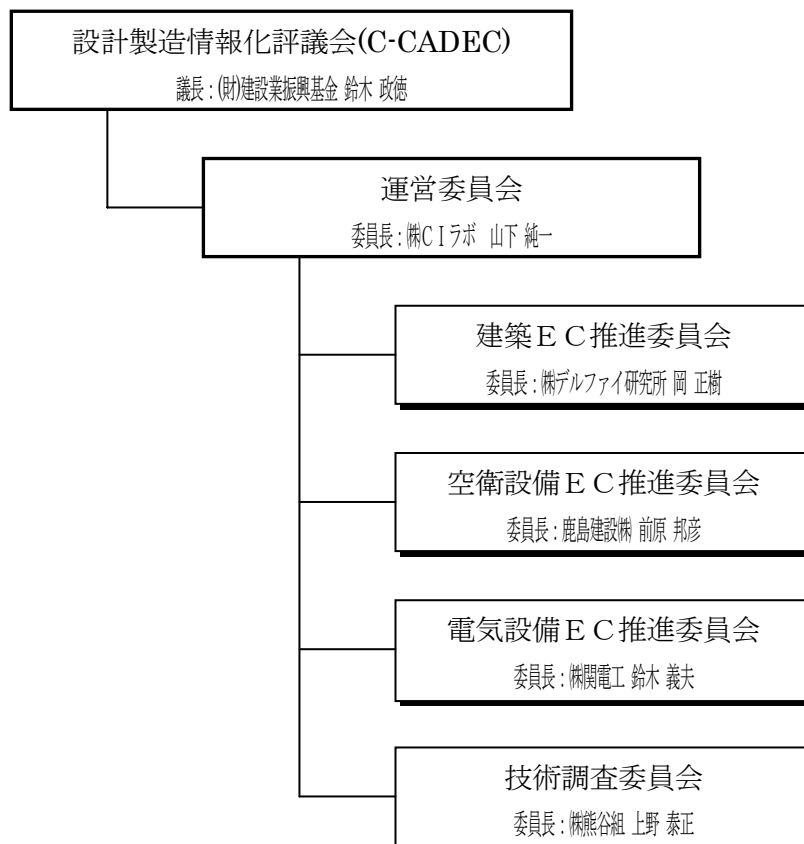 設計製造情報化評議会(C-CADEC)
議長：(財)建設業振興基金 鈴木 政徳
運営委員会
委員長：㈱CIラボ　山下 純一
建築ＥＣ推進委員会
委員長：㈱デルファイ研究所 岡 正樹
空衛設備ＥＣ推進委員会
委員長：鹿島建設㈱ 前原 邦彦
電気設備ＥＣ推進委員会
委員長：㈱関電工 鈴木 義夫
技術調査委員会
委員長：㈱熊谷組 上野 泰正